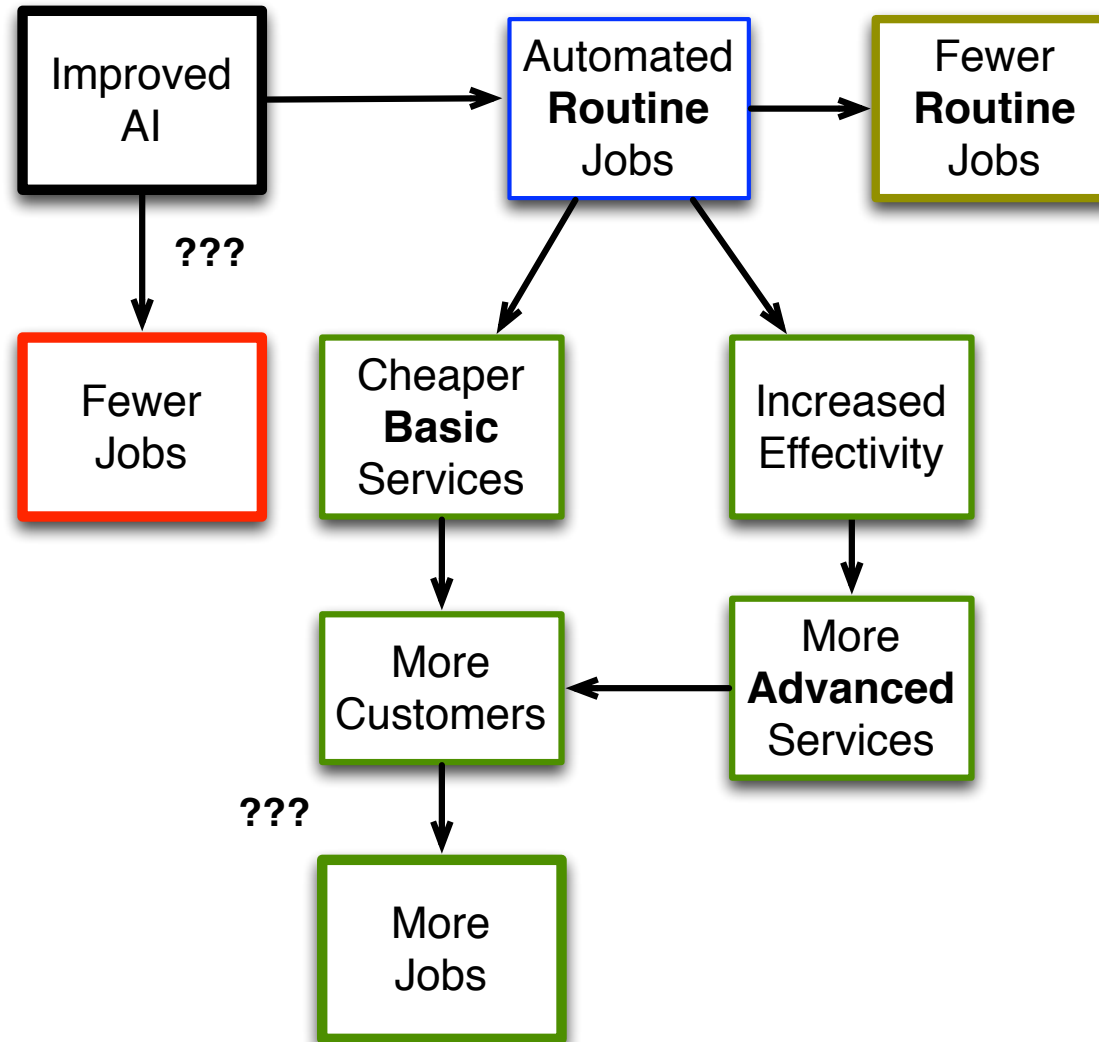 Improved
AI
Automated
Routine
Jobs
Fewer
Routine
Jobs
???
Fewer
Jobs
Cheaper
Basic
Services
Increased
Effectivity
More
Customers
More
Advanced
Services
???
More
Jobs